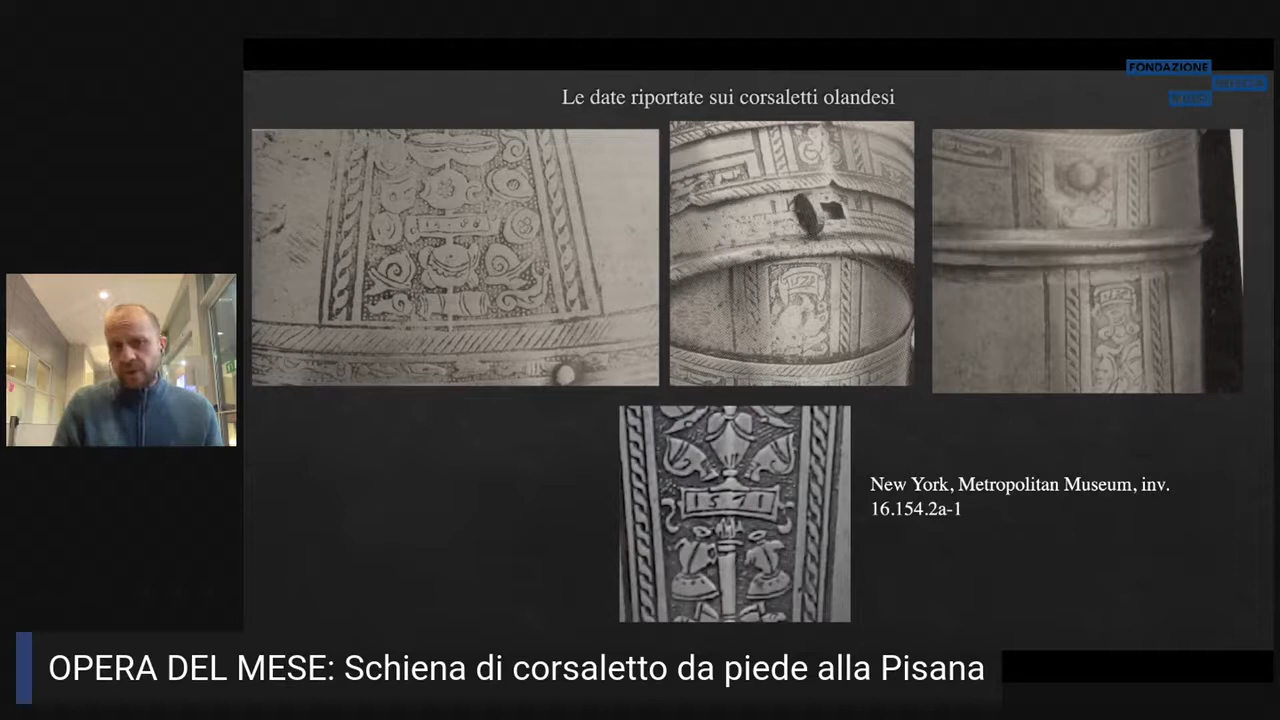 FONDAZIONE
Le date riportate sui corsaletti olandesi
1571
New York, Metropolitan Museum, inv.
16.154.2a-1
OPERA DEL MESE: Schiena di corsaletto da piede alla Pisana